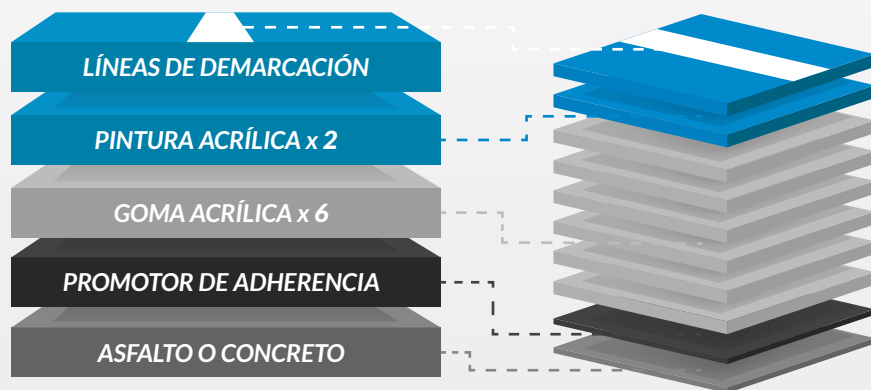 LÍNEAS DE DEMARCACIÓN
PINTURA ACRÍLICA x 2
GOMA ACRÍLICA x 6
PROMOTOR DE ADHERENCIA
ASFALTO O CONCRETO